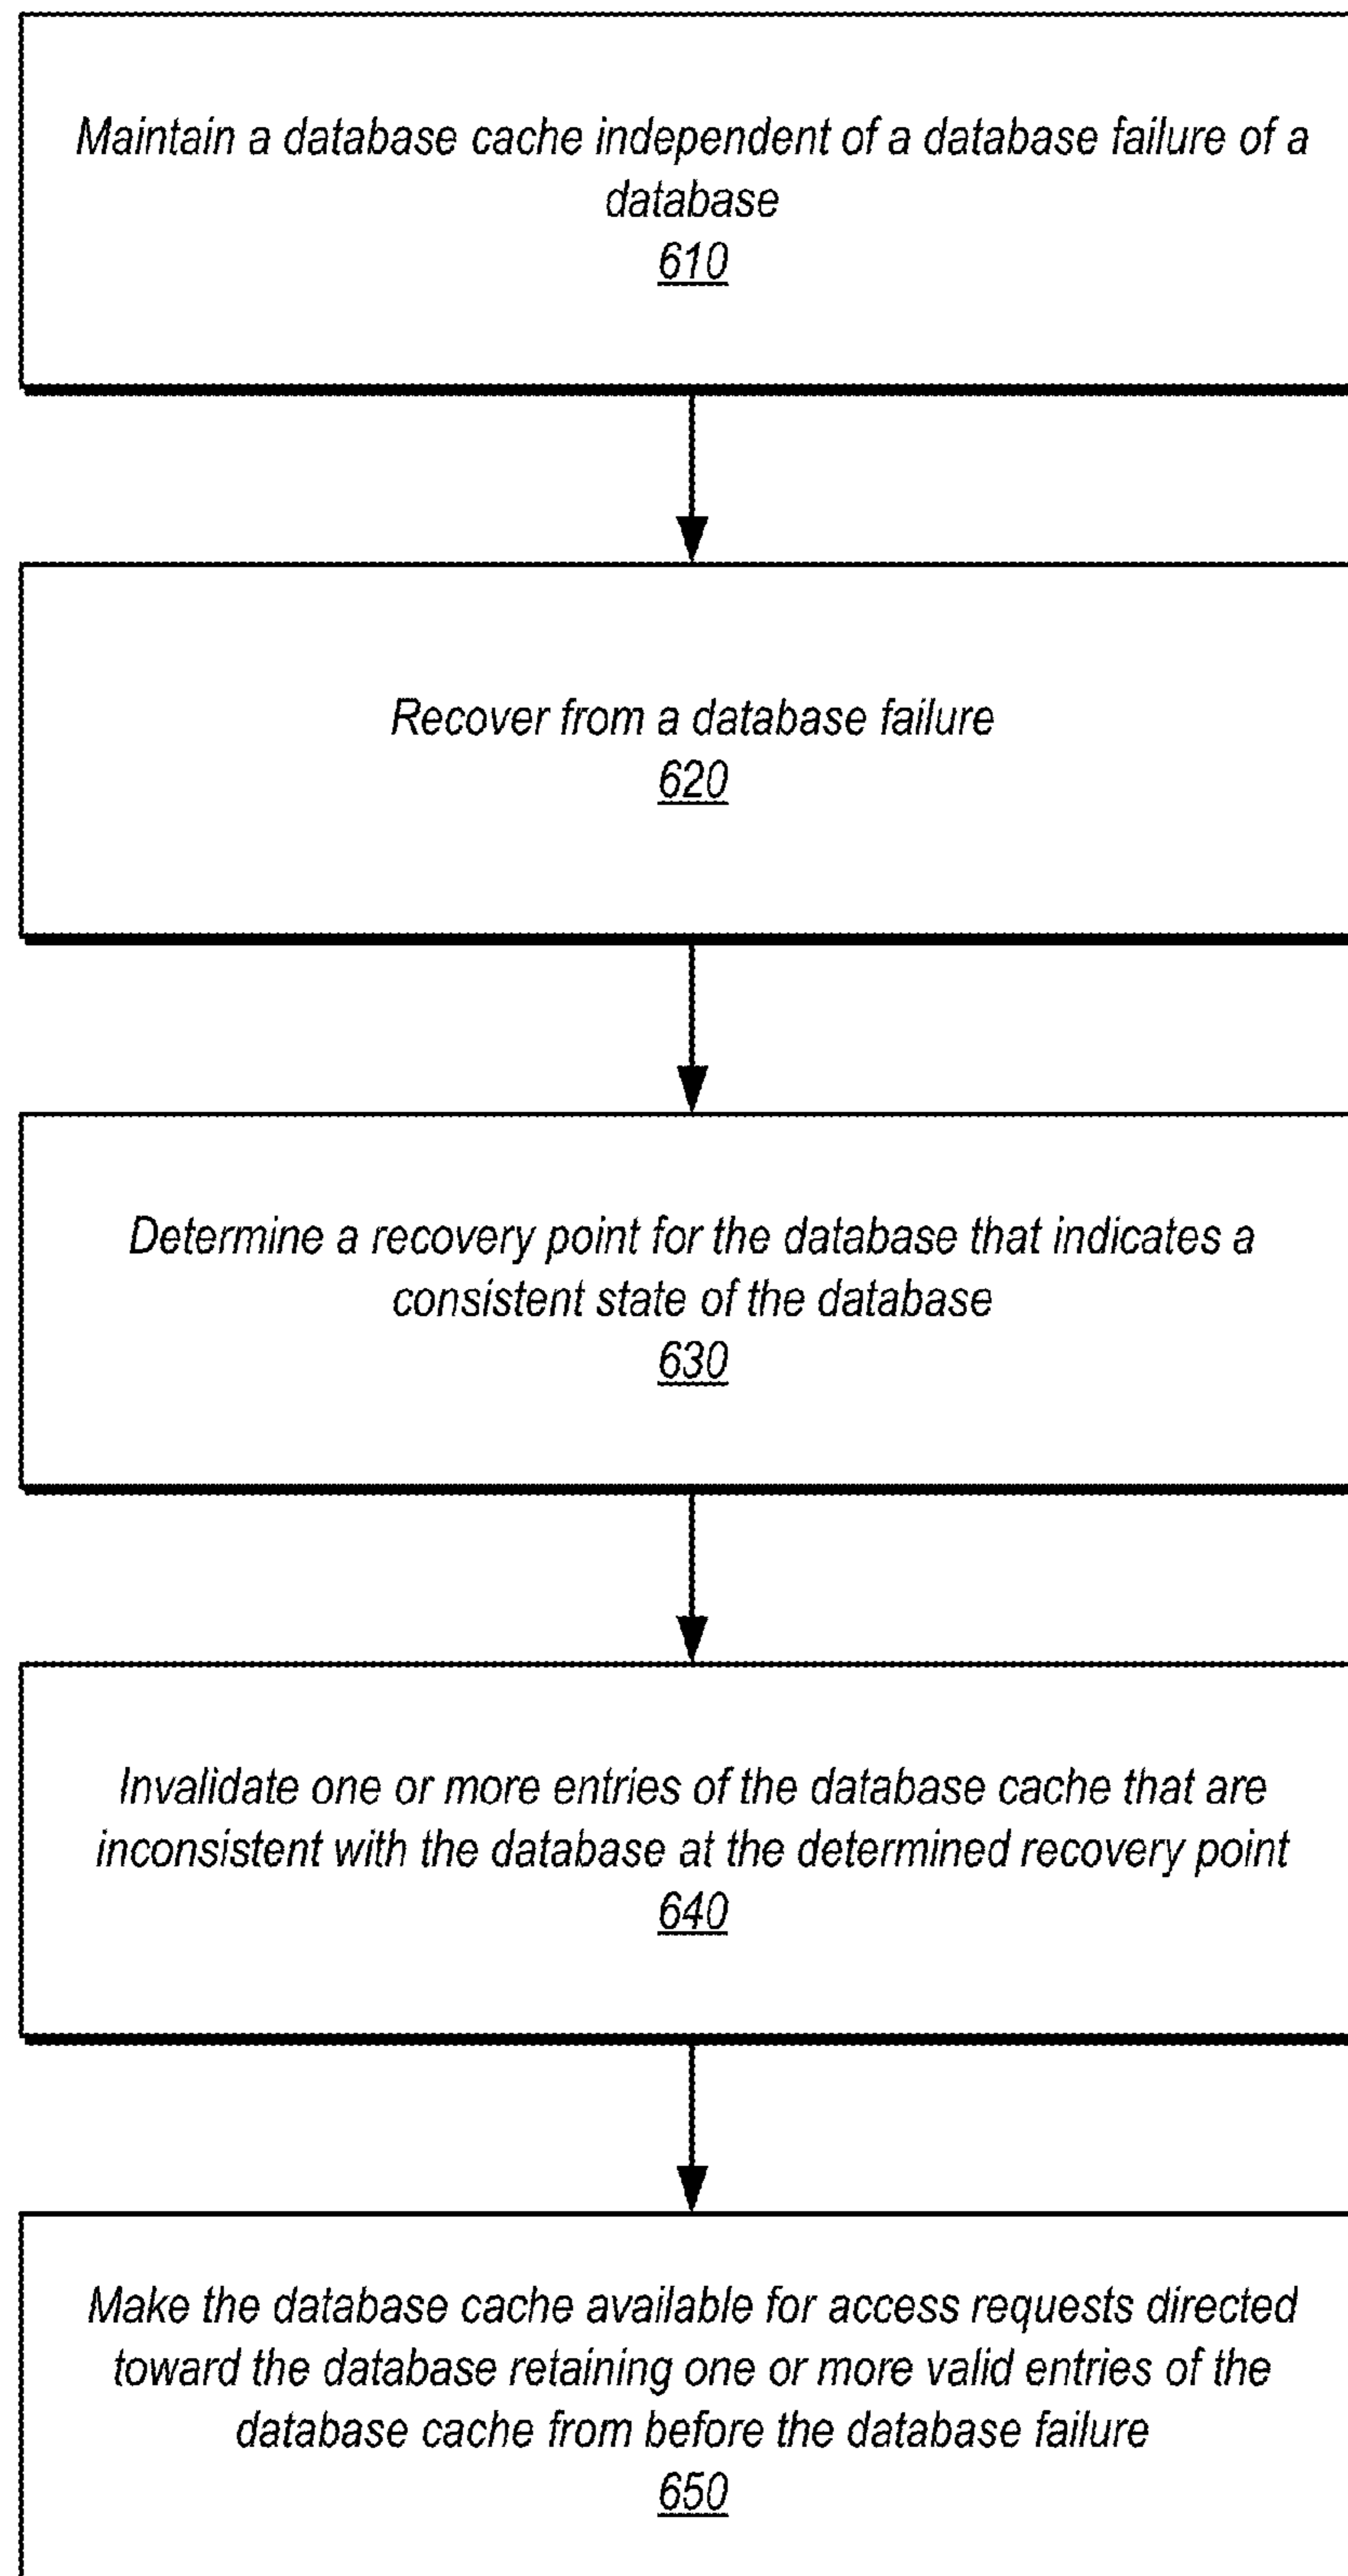 Maintain a database cache independent of a database failure of a
database
610
Recover from a database failure
620
Determine a recovery point for the database that indicates a
consistent state of the database
630
Invalidate one or more entries of the database cache that are
inconsistent with the database at the determined recovery point
640
Make the database cache available for access requests directed
toward the database retaining one or more valid entries of the
database cache from before the database failure
650